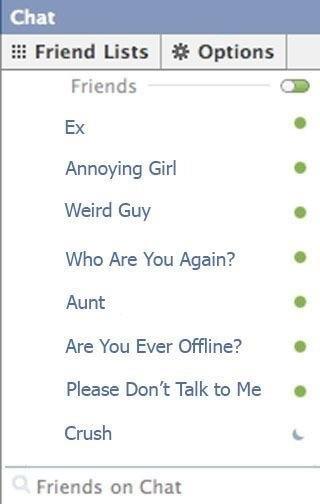 Chat
Friend Lists Options
Friends
Ex
Annoying Girl
Weird Guy
Who Are You Again?
Aunt
Are You Ever Offline?
Please Don't Talk to Me
Crush
Friends on Chat